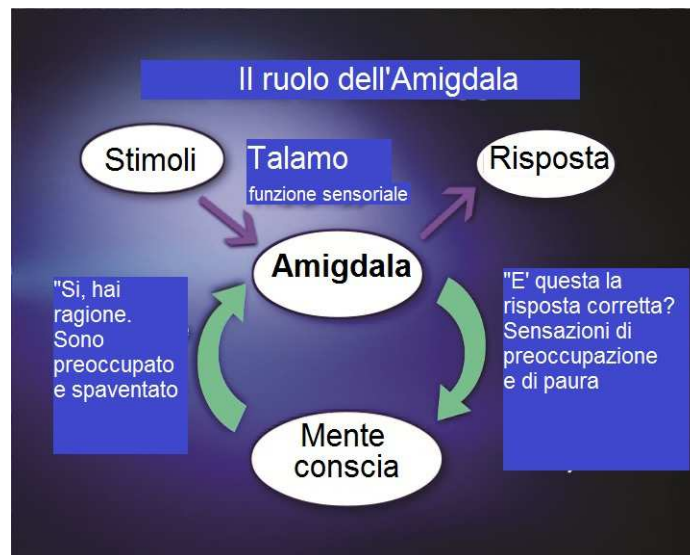 Il ruolo dell'Amigdala
Stimoli
Talamo
funzione sensoriale
Risposta
Amigdala
"Si, hai
ragione.
Sono
preoccupato
e spaventato
"E' questa la
risposta corretta?
Sensazioni di
preoccupazione
e di paura
Mente
conscia